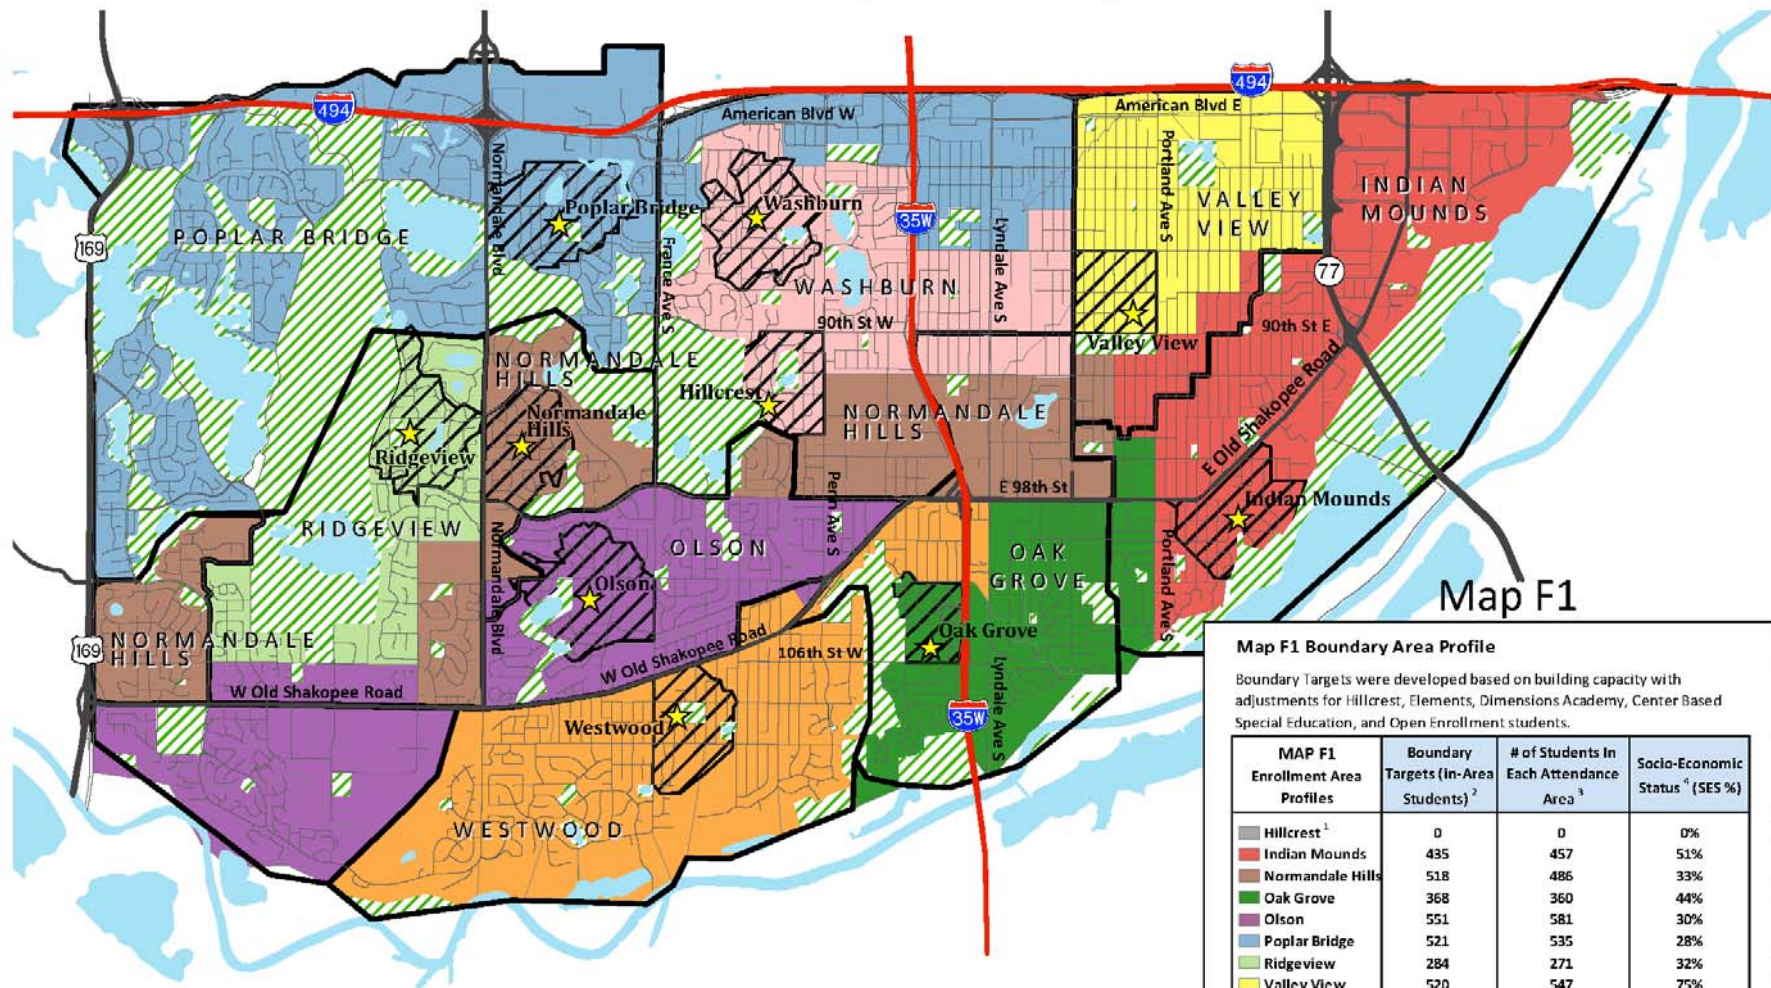 494
494
American Blvd W
American Blvd E
Normandale Blvd
Portland Ave S
POPLAR BRIDGE
Poplar Bridge
Washburn
35W
VALLEY
VIEW
INDIAN
MOUNDS
169
France Ave S
Lyndale Ave S
77
WASHBURN
90th St W
90th St E
Valley View
NORMANDALE
HILLS
Hillcrest
Normandale
Hills
NORMANDALE
HILLS
Ridgeview
E Old Shakopee Road
E 98th St
Indian Mounds
Penn Ave S
RIDGEVIEW
Normandale Blvd
OLSON
OAK
GROVE
Portland Ave S
Olson
Map F1
NORMANDALE
HILLS
169
Oak Grove
W Old Shakopee Road
106th St W
W Old Shakopee Road
Lyndale Ave S
35W
Westwood
WESTWOOD
Map F1 Boundary Area Profile
Boundary Targets were developed based on building capacity with
adjustments for Hillcrest, Elements, Dimensions Academy, Center Based
Special Education, and Open Enrollment students.
MAP F1 Enrollment Area Profiles | Boundary Targets (in-Area Students) 2 | # of Students In Each Attendance Area 3 | Socio-Economic Status 4 (SES %)
Hillcrest 1 0 0 0%
Indian Mounds 435 457 51%
Normandale Hills 518 486 33%
Oak Grove 368 360 44%
Olson 551 581 30%
Poplar Bridge 521 535 28%
Ridgeview 284 271 32%
Valley View 520 547 75%